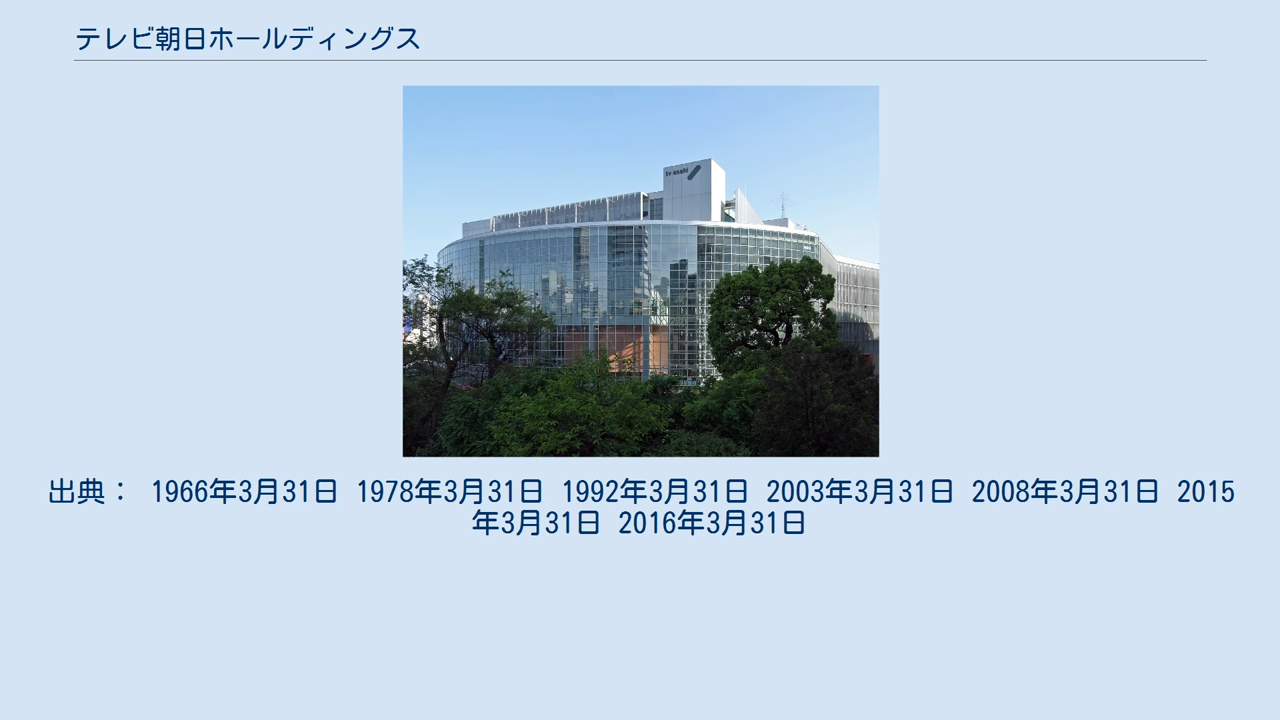 テレビ朝日ホールディングス
tv asahi
出典： 1966年3月31日 1978年3月31日 1992年3月31日 2003年3月31日 2008年3月31日 2015
年3月31日 2016年3月31日